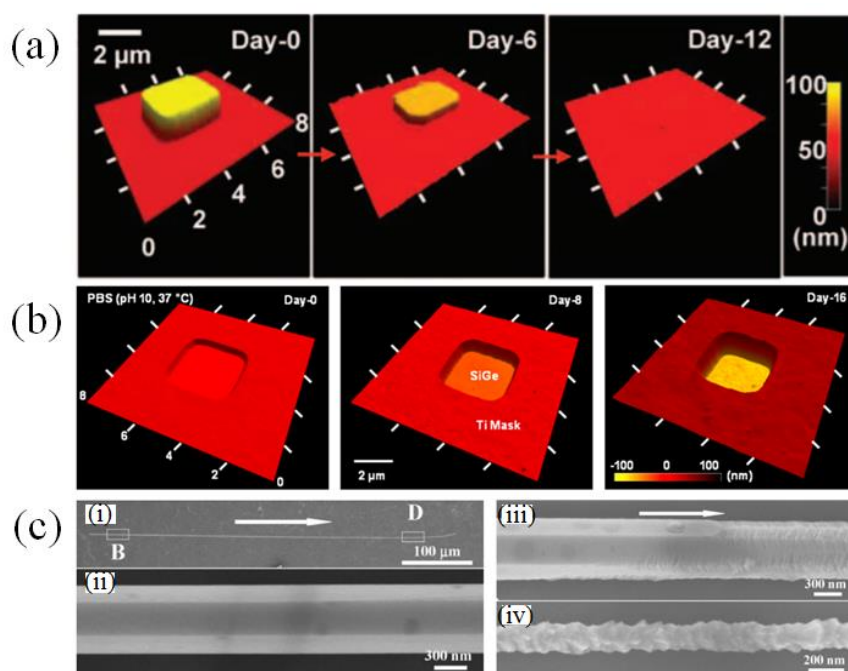 (a)
2 µm
Day-0
Day-6
Day-12
100
50
0
(nm)
8
6
4
2
0
(b)
PBS (pH 10, 37 °C)
Day-0
Day-8
Day-16
8
6
4
2
0
SiGe
Ti Mask
2 µm
-100 0 100
(nm)
(c)
(i)
B
D
100 µm
(ii)
300 nm
(iii)
300 nm
(iv)
200 nm